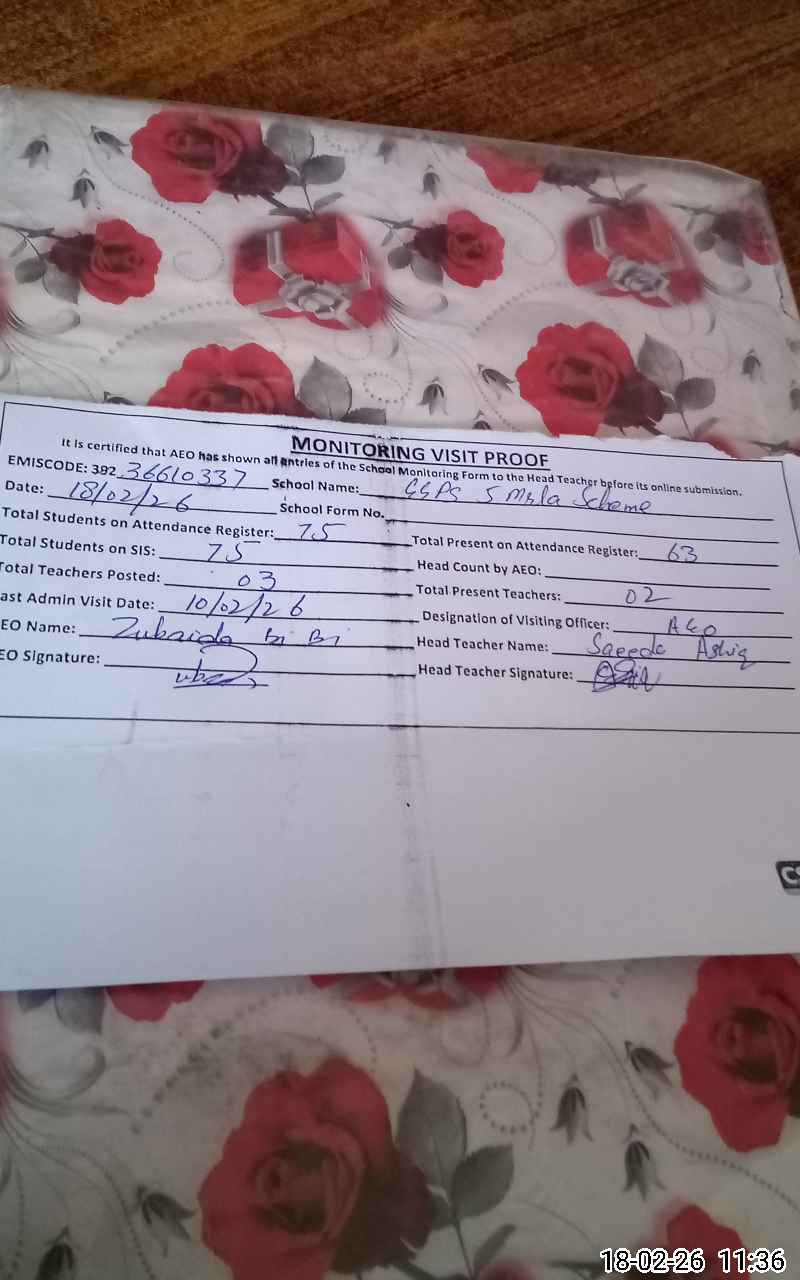 MONITORING VISIT PROOF
It is certified that AEO has shown all entries of the School Monitoring Form to the Head Teacher before its online submission.
EMISCODE: 392 36610337 School Name: GGPS 5 Mrla Scheme
Date: 18/02/26 School Form No.
Total Students on Attendance Register: 75 Total Present on Attendance Register: 63
Total Students on SIS: 75 Head Count by AEO:
Total Teachers Posted: 03 Total Present Teachers: 02
ast Admin Visit Date: 10/02/26 Designation of Visiting Officer: AEO
EO Name: Zubaida Bi Bi Head Teacher Name: Saeeda Ashiq
EO Signature: Head Teacher Signature:
CS
18-02-26 11:36